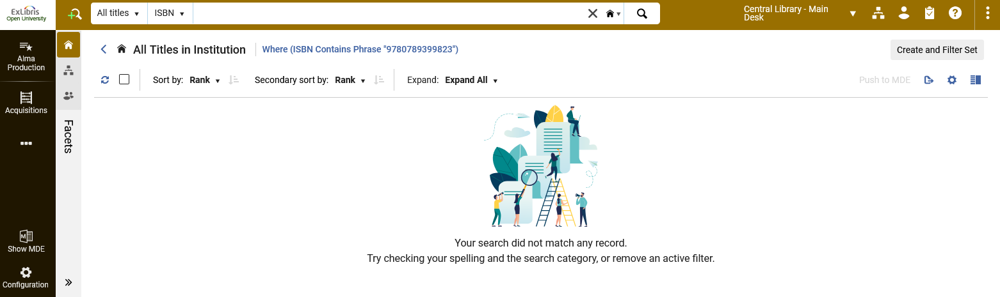 ExLibris
Open University
All titles
ISBN
Central Library - Main
Desk
Alma
Production
Acquisitions
Show MDE
Configuration
Facets
All Titles in Institution
Where (ISBN Contains Phrase "9780789399823")
Create and Filter Set
Sort by: Rank
Secondary sort by: Rank
Expand: Expand All
Push to MDE
Your search did not match any record.
Try checking your spelling and the search category, or remove an active filter.